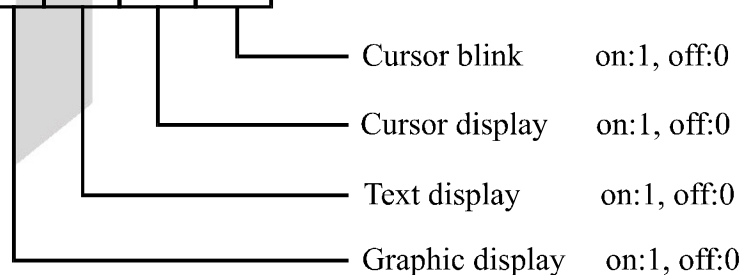 Cursor blink on:1, off:0
Cursor display on:1, off:0
Text display on:1, off:0
Graphic display on:1, off:0